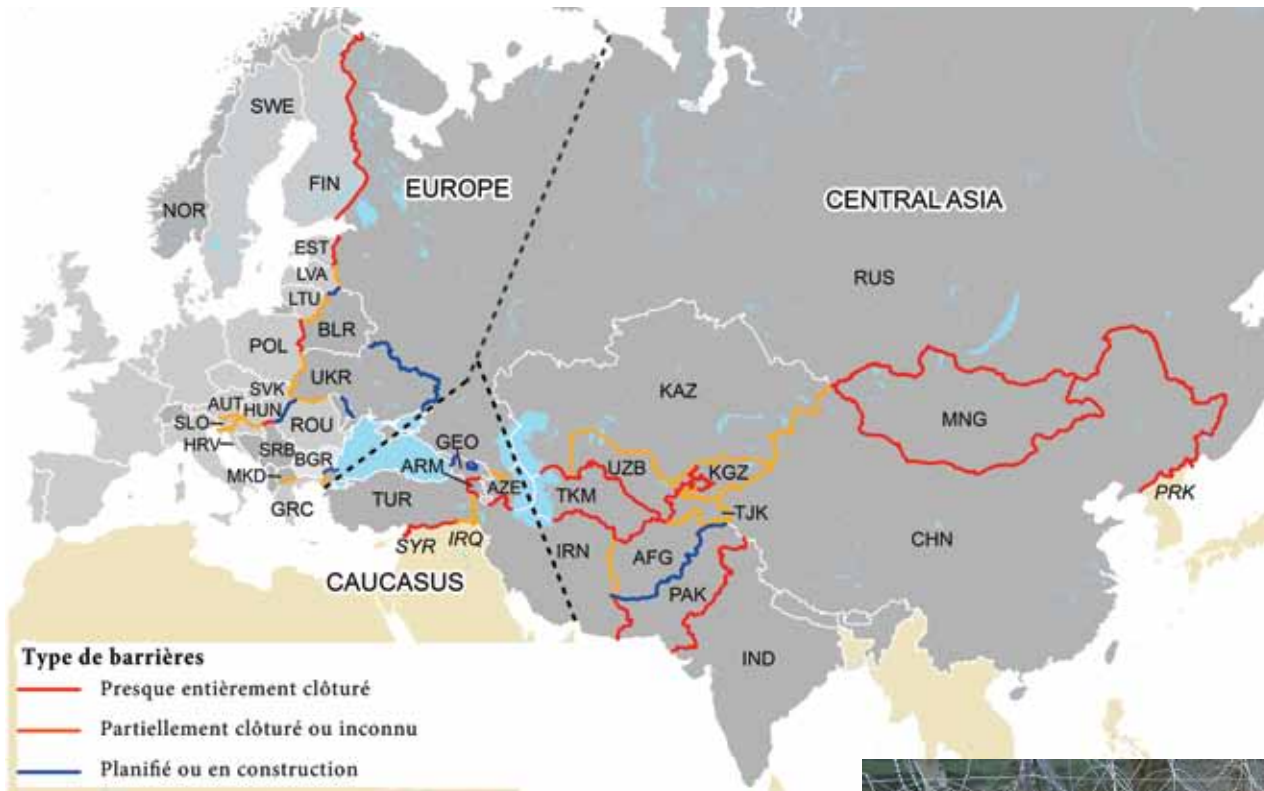 SWE
FIN
NOR
EUROPE
CENTRAL ASIA
EST
LVA
LTU
BLR
POL
UKR
SVK
AUT
HUN
SLO
ROU
HRV
SRB
BGR
MKD
GRC
TUR
GEO
ARM
AZE
SYR
IRQ
CAUCASUS
RUS
KAZ
MNG
UZB
KGZ
TKM
TJK
IRN
AFG
PAK
CHN
PRK
IND
Type de barrières
Presque entièrement clôturé
Partiellement clôturé ou inconnu
Planifié ou en construction